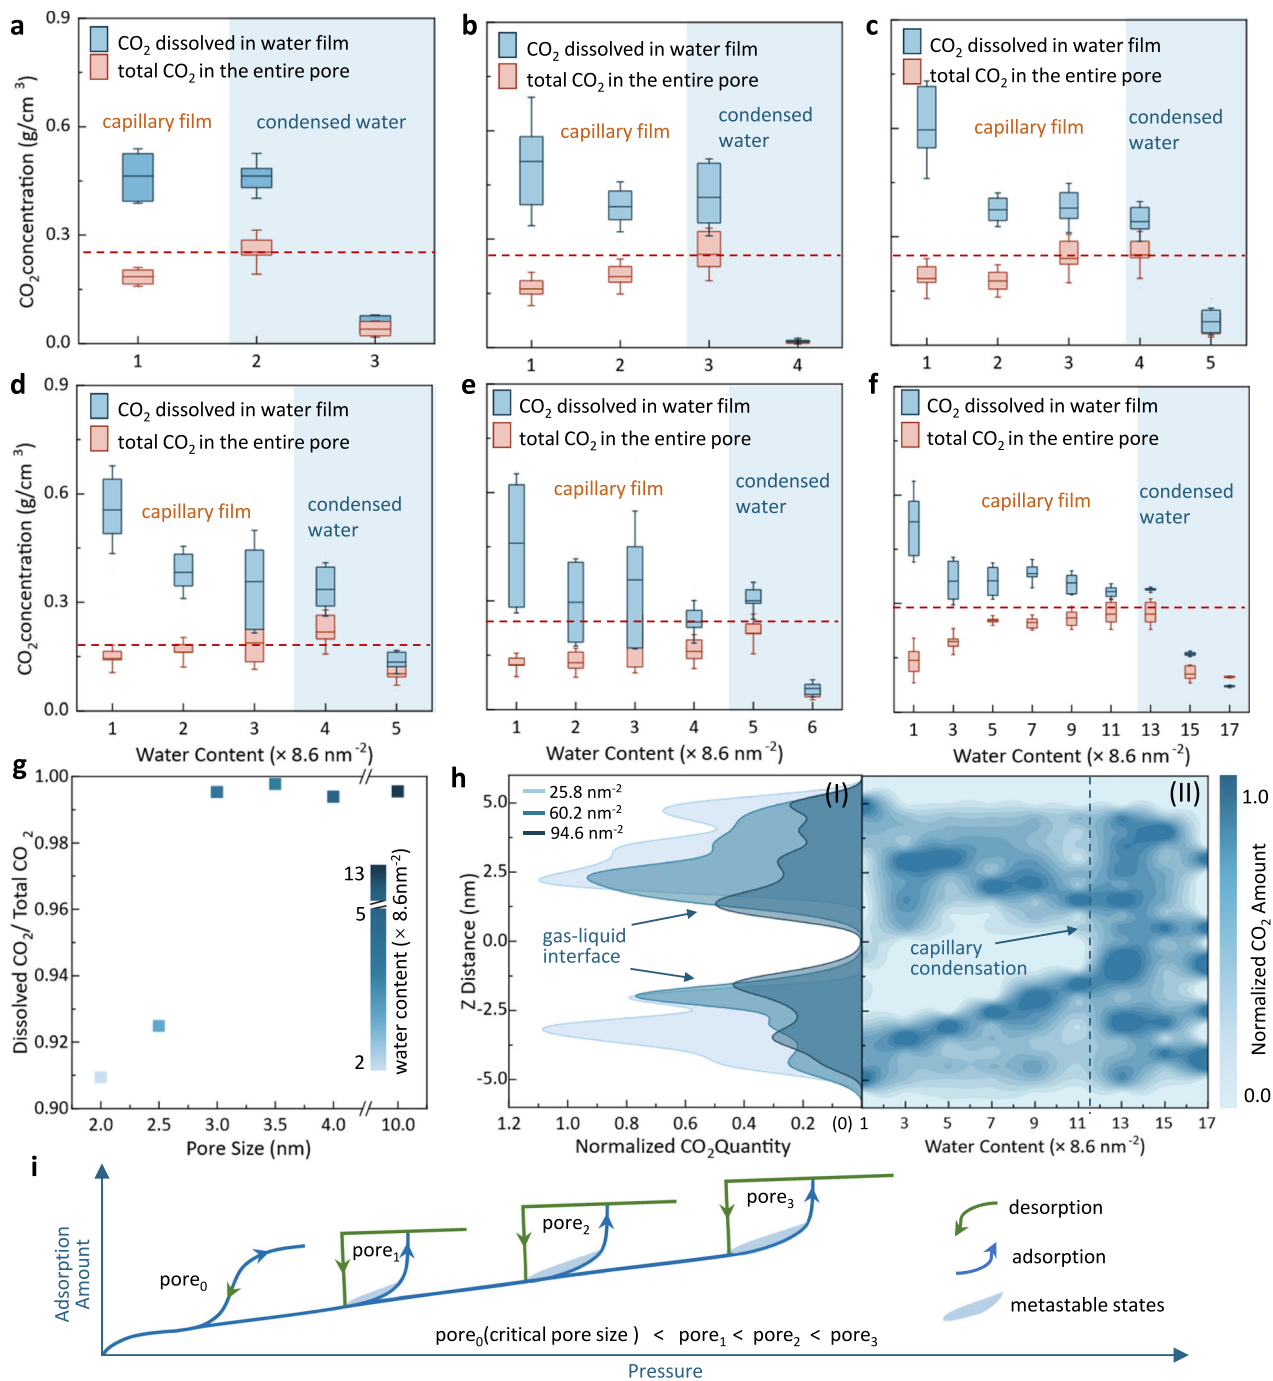 a
0.9
0.6
0.3
0.0
CO2concentration (g/cm 3)
CO2 dissolved in water film
total CO2 in the entire pore
capillary film
condensed water
1 2 3
b
CO2 dissolved in water film
total CO2 in the entire pore
capillary film
condensed
water
1 2 3 4
c
CO2 dissolved in water film
total CO2 in the entire pore
capillary film
condensed
water
1 2 3 4 5
d
0.9
0.6
0.3
0.0
CO2concentration (g/cm 3)
CO2 dissolved in water film
total CO2 in the entire pore
capillary film
condensed
water
1 2 3 4 5
Water Content (× 8.6 nm-2)
e
CO2 dissolved in water film
total CO2 in the entire pore
capillary film
condensed
water
1 2 3 4 5 6
Water Content (× 8.6 nm-2)
f
CO2 dissolved in water film
total CO2 in the entire pore
capillary film
condensed
water
1 3 5 7 9 11 13 15 17
Water Content (× 8.6 nm-2)
g
1.00
0.98
0.96
0.94
0.92
0.90
Dissolved CO2/ Total CO2
13
5
2
water content (× 8.6nm-2)
2.0 2.5 3.0 3.5 4.0 10.0
Pore Size (nm)
h
25.8 nm-2
60.2 nm-2
94.6 nm-2
(I)
5.0
2.5
0.0
-2.5
-5.0
Z Distance (nm)
gas-liquid
interface
1.2 1.0 0.8 0.6 0.4 0.2 (0)
Normalized CO2Quantity
(II)
capillary
condensation
1 3 5 7 9 11 13 15 17
Water Content (× 8.6 nm-2)
1.0
0.0
Normalized CO2 Amount
i
Adsorption
Amount
pore0
pore1
pore2
pore3
desorption
adsorption
metastable states
pore0(critical pore size ) < pore1 < pore2 < pore3
Pressure